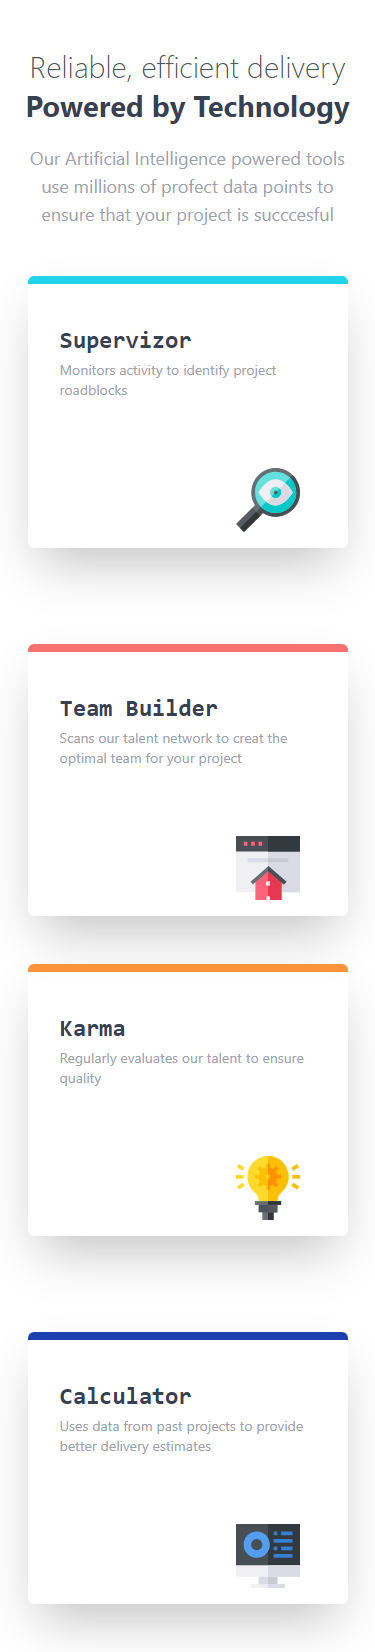 Reliable, efficient delivery
Powered by Technology
Our Artificial Intelligence powered tools
use millions of profect data points to
ensure that your project is succcesful
Supervizor
Monitors activity to identify project
roadblocks
Team Builder
Scans our talent network to creat the
optimal team for your project
Karma
Regularly evaluates our talent to ensure
quality
Calculator
Uses data from past projects to provide
better delivery estimates